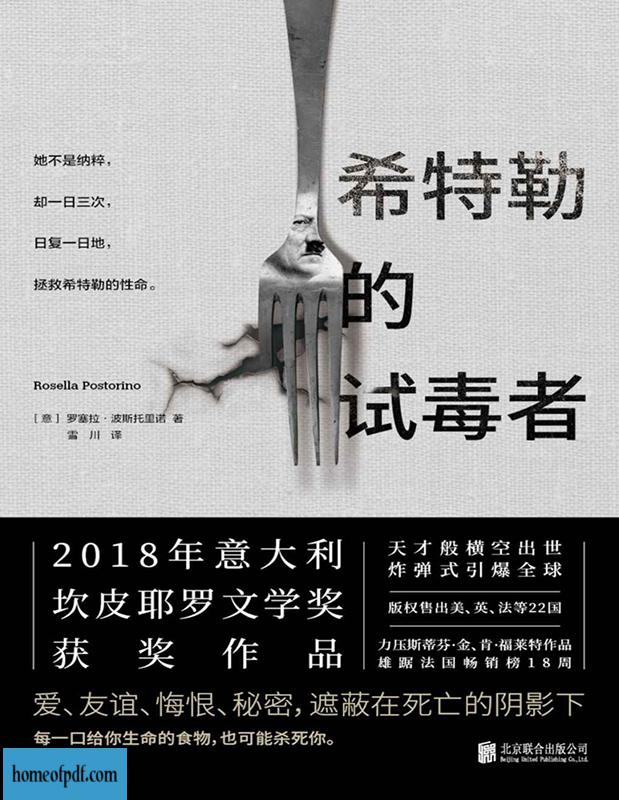 她不是纳粹，
却一日三次，
日复一日地，
拯救希特勒的性命。
希特勒
的
试毒者
Rosella Postorino
［意］罗塞拉·波斯托里诺 著
雪 川 译
2018年意大利
坎皮耶罗文学奖
获奖作品
天才般横空出世
炸弹式引爆全球
版权售出美、英、法等22国
力压斯蒂芬·金、肯·福莱特作品
雄踞法国畅销榜18周
爱、友谊、悔恨、秘密，遮蔽在死亡的阴影下
每一口给你生命的食物，也可能杀死你。
北京联合出版公司
Beijing United Publishing Co.,Ltd.
homeofpdf.com